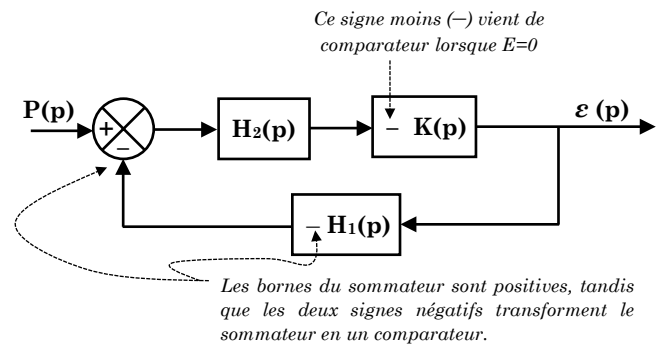 Ce signe moins (–) vient de
comparateur lorsque E=0
P(p)
+
–
H₂(p)
– K(p)
ε (p)
– H₁(p)
Les bornes du sommateur sont positives, tandis
que les deux signes négatifs transforment le
sommateur en un comparateur.